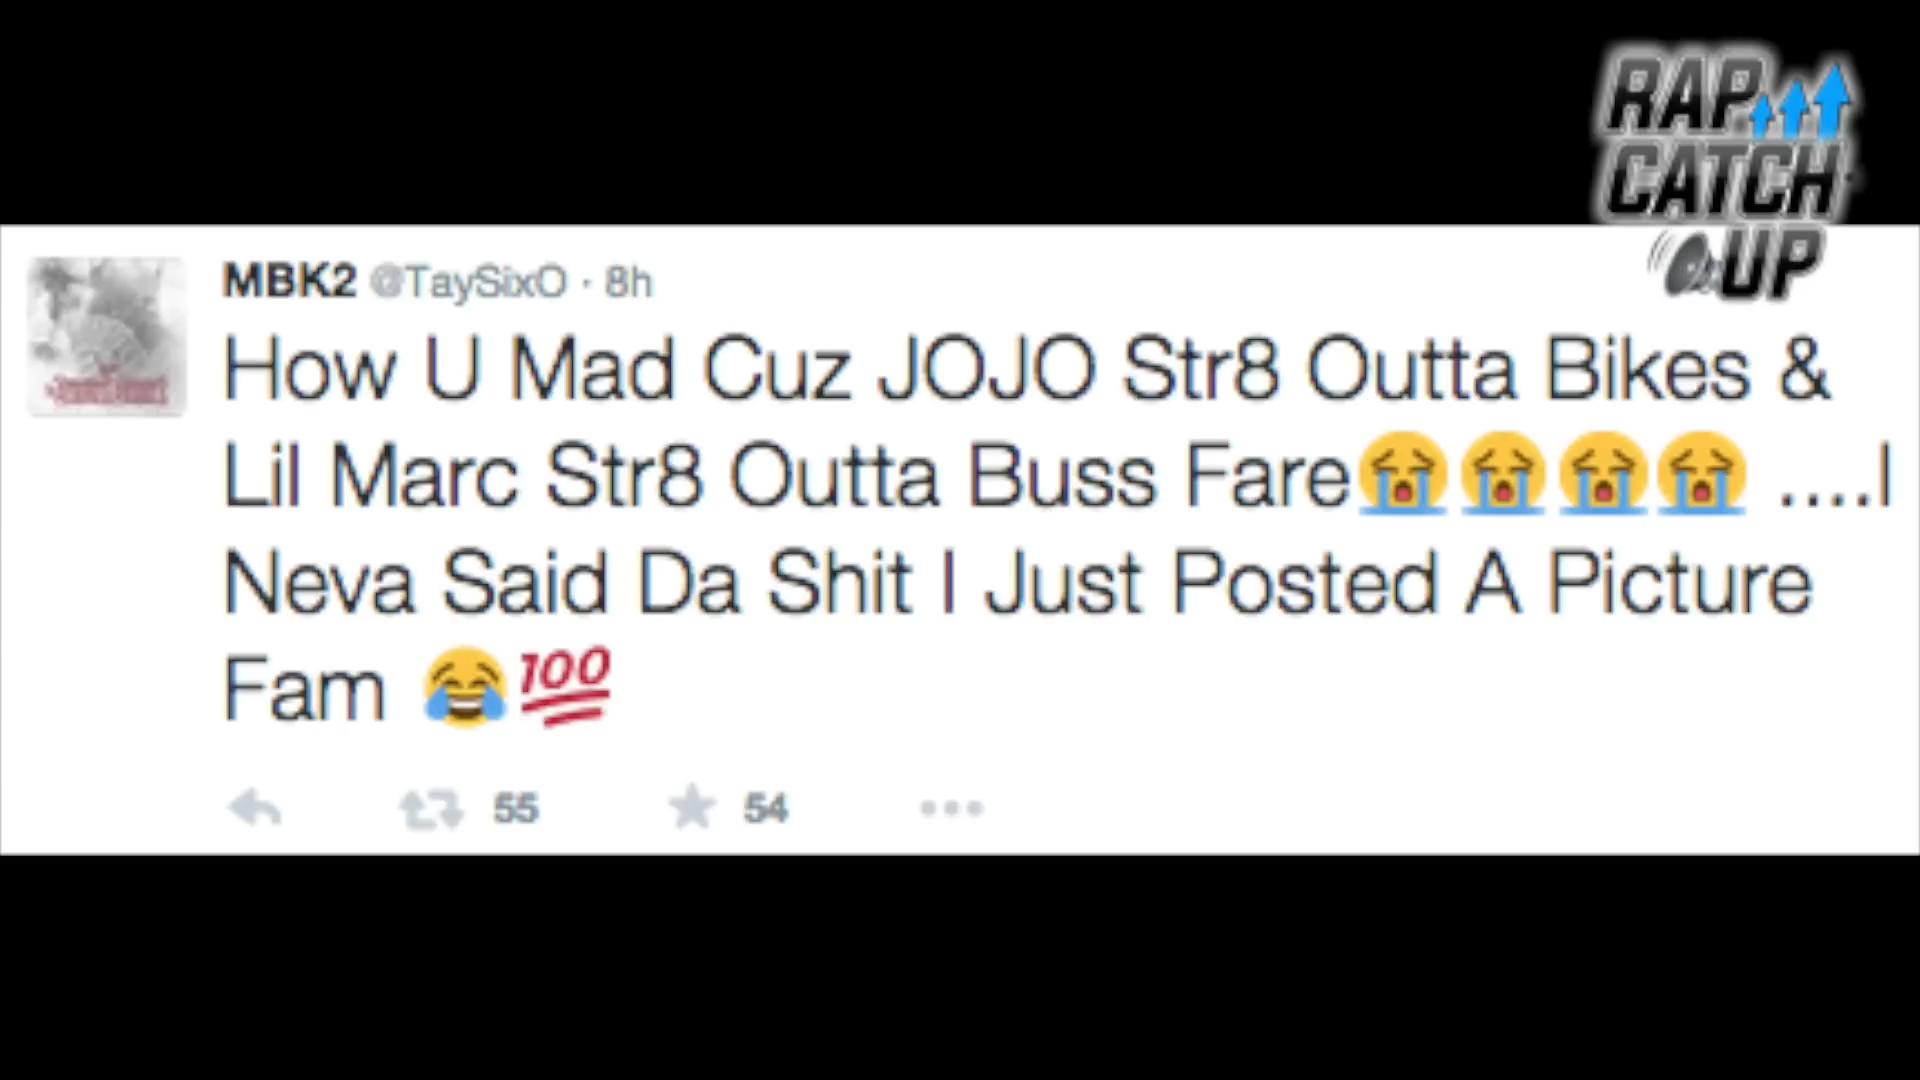 RAP
CATCH
UP
MBK2 @TaySixO · 8h
How U Mad Cuz JOJO Str8 Outta Bikes &
Lil Marc Str8 Outta Buss Fare😭😭😭😭 ....I
Neva Said Da Shit I Just Posted A Picture
Fam 😂💯
55 54